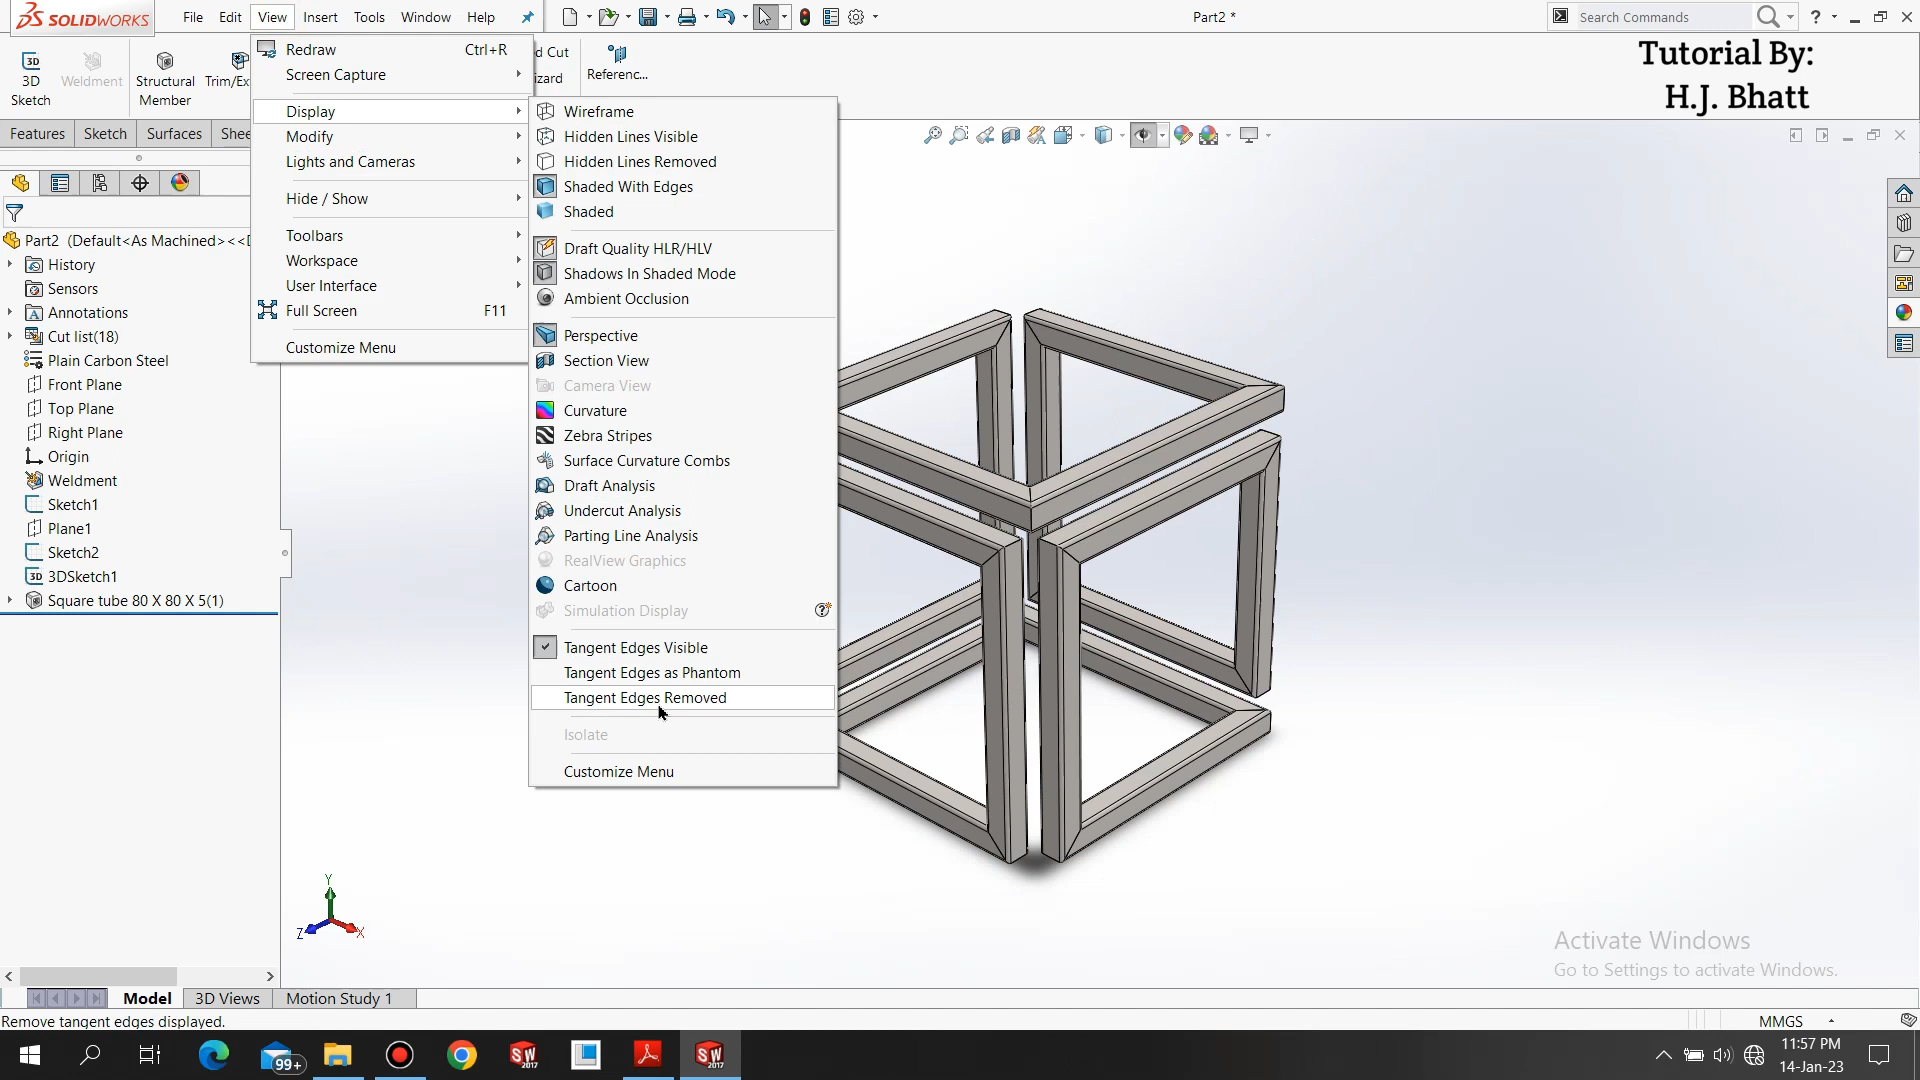 SOLIDWORKS
File Edit View Insert Tools Window Help
Part2 *
Search Commands
Tutorial By:
H.J. Bhatt
3D
Sketch
Weldment
Structural
Member
Trim/Ex
d Cut
izard
Referenc...
Redraw Ctrl+R
Screen Capture
Display
Modify
Lights and Cameras
Hide / Show
Toolbars
Workspace
User Interface
Full Screen F11
Customize Menu
Wireframe
Hidden Lines Visible
Hidden Lines Removed
Shaded With Edges
Shaded
Draft Quality HLR/HLV
Shadows In Shaded Mode
Ambient Occlusion
Perspective
Section View
Camera View
Curvature
Zebra Stripes
Surface Curvature Combs
Draft Analysis
Undercut Analysis
Parting Line Analysis
RealView Graphics
Cartoon
Simulation Display
Tangent Edges Visible
Tangent Edges as Phantom
Tangent Edges Removed
Isolate
Customize Menu
Features Sketch Surfaces Shee
Part2 (Default<As Machined><<D
History
Sensors
Annotations
Cut list(18)
Plain Carbon Steel
Front Plane
Top Plane
Right Plane
Origin
Weldment
Sketch1
Plane1
Sketch2
3D 3DSketch1
Square tube 80 X 80 X 5(1)
Y
Z X
Activate Windows
Go to Settings to activate Windows.
Model 3D Views Motion Study 1
Remove tangent edges displayed.
MMGS
99+
SW
2017
SW
2017
11:57 PM
14-Jan-23